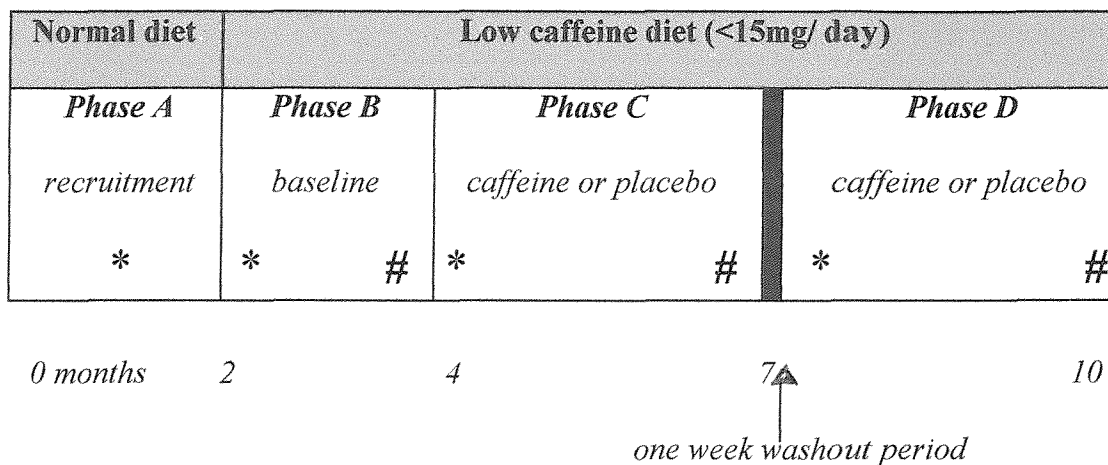 Normal diet Low caffeine diet (<15mg/ day)
Phase A Phase B Phase C Phase D
recruitment baseline caffeine or placebo caffeine or placebo
* * # * # * #
0 months 2 4 7 10
one week washout period